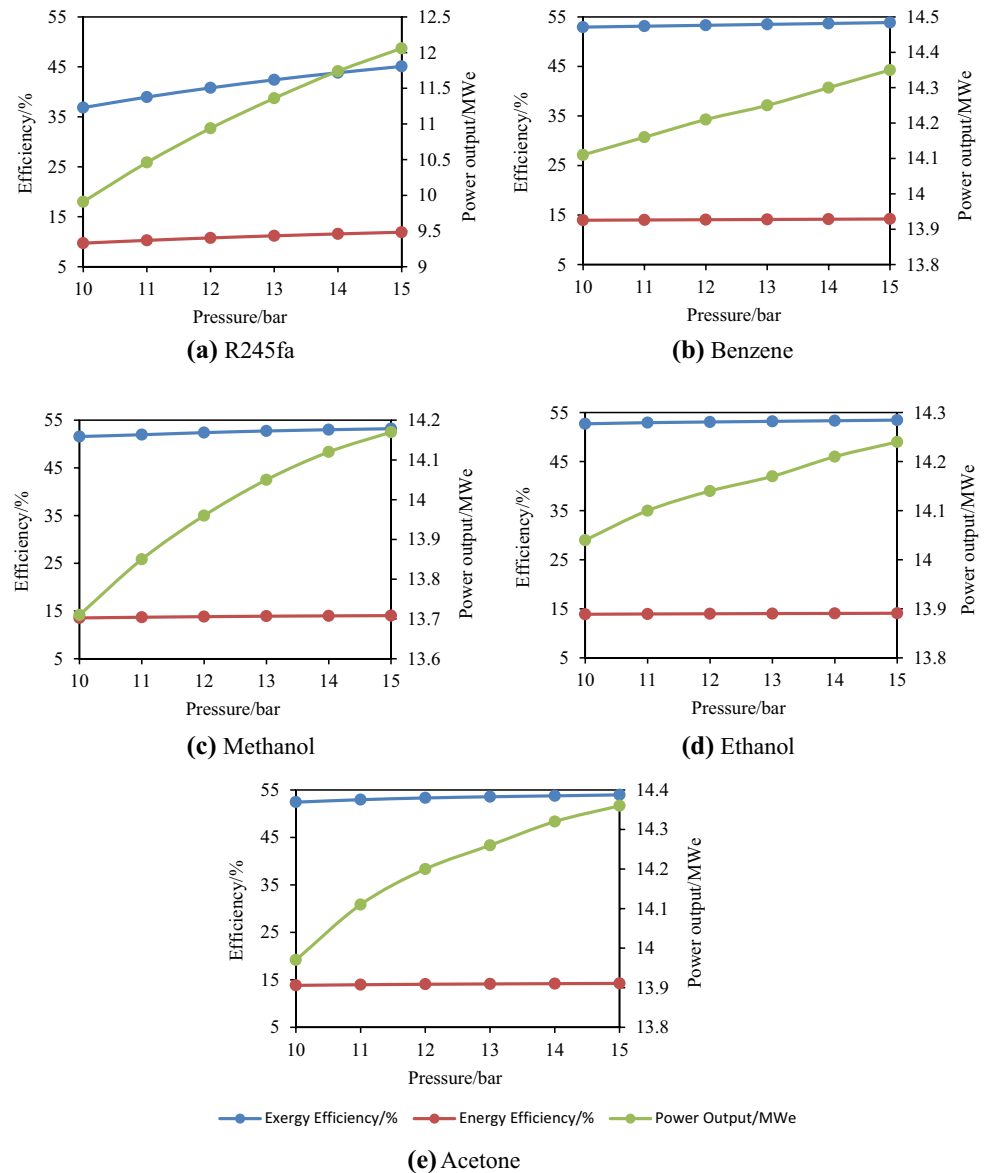 55
45
35
25
15
5
Efficiency/%
12.5
12
11.5
11
10.5
10
9.5
9
Power output/MWe
10 11 12 13 14 15
Pressure/bar
(a) R245fa
55
45
35
25
15
5
Efficiency/%
14.5
14.4
14.3
14.2
14.1
14
13.9
13.8
Power output/MWe
10 11 12 13 14 15
Pressure/bar
(b) Benzene
55
45
35
25
15
5
Efficiency/%
14.2
14.1
14
13.9
13.8
13.7
13.6
Power output/MWe
10 11 12 13 14 15
Pressure/bar
(c) Methanol
55
45
35
25
15
5
Efficiency/%
14.3
14.2
14.1
14
13.9
13.8
Power output/MWe
10 11 12 13 14 15
Pressure/bar
(d) Ethanol
55
45
35
25
15
5
Efficiency/%
14.4
14.3
14.2
14.1
14
13.9
13.8
Power output/MWe
10 11 12 13 14 15
Pressure/bar
Exergy Efficiency/% Energy Efficiency/% Power Output/MWe
(e) Acetone